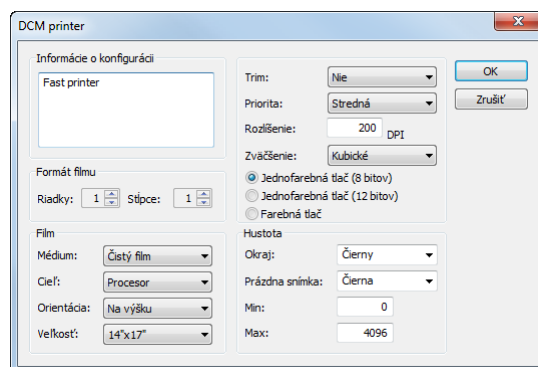 DCM printer
Informácie o konfigurácii
Fast printer
Formát filmu
Riadky: 1 Stĺpce: 1
Film
Médium: Čistý film
Cieľ: Procesor
Orientácia: Na výšku
Veľkosť: 14"x17"
Trim: Nie
Priorita: Stredná
Rozlíšenie: 200 DPI
Zväčšenie: Kubické
Jednofarebná tlač (8 bitov)
Jednofarebná tlač (12 bitov)
Farebná tlač
Hustota
Okraj: Čierny
Prázdna snímka: Čierna
Min: 0
Max: 4096
OK
Zrušiť